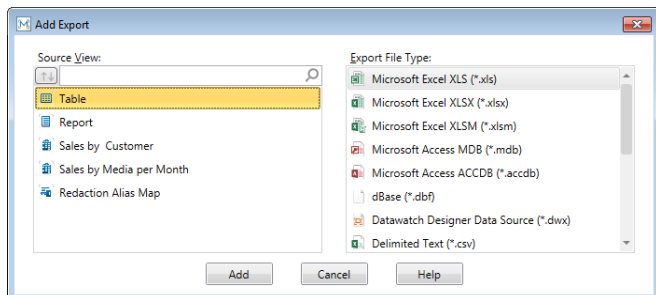 Add Export
Source View:
Table
Report
Sales by Customer
Sales by Media per Month
Redaction Alias Map
Export File Type:
Microsoft Excel XLS (*.xls)
Microsoft Excel XLSX (*.xlsx)
Microsoft Excel XLSM (*.xlsm)
Microsoft Access MDB (*.mdb)
Microsoft Access ACCDB (*.accdb)
dBase (*.dbf)
Datawatch Designer Data Source (*.dwx)
Delimited Text (*.csv)
Add
Cancel
Help